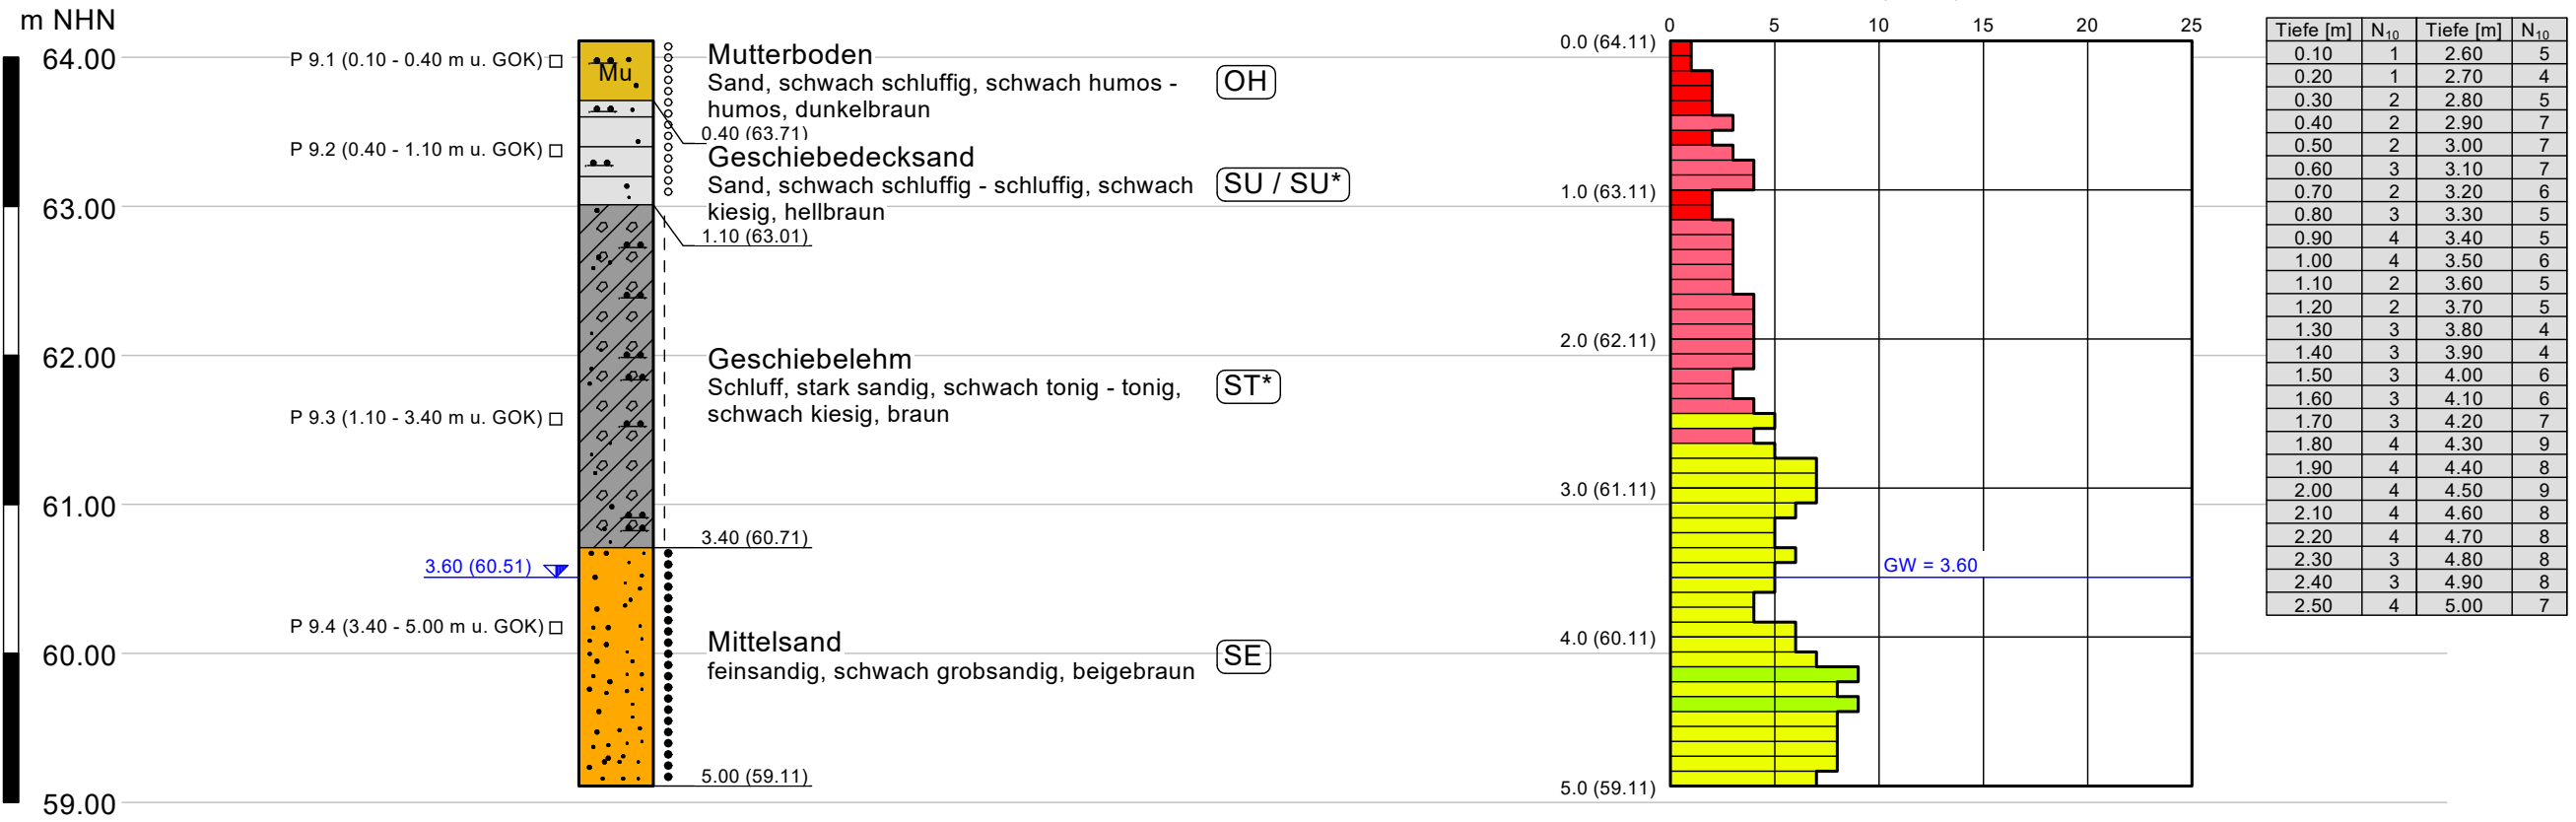 m NHN
64.00
63.00
62.00
61.00
60.00
59.00
P 9.1 (0.10 - 0.40 m u. GOK)
P 9.2 (0.40 - 1.10 m u. GOK)
P 9.3 (1.10 - 3.40 m u. GOK)
3.60 (60.51)
P 9.4 (3.40 - 5.00 m u. GOK)
Mu
Mutterboden
Sand, schwach schluffig, schwach humos -
humos, dunkelbraun
OH
0.40 (63.71)
Geschiebedecksand
Sand, schwach schluffig - schluffig, schwach
kiesig, hellbraun
SU / SU*
1.10 (63.01)
Geschiebelehm
Schluff, stark sandig, schwach tonig - tonig,
schwach kiesig, braun
ST*
3.40 (60.71)
Mittelsand
feinsandig, schwach grobsandig, beigebraun
SE
5.00 (59.11)
0 5 10 15 20 25
0.0 (64.11)
1.0 (63.11)
2.0 (62.11)
3.0 (61.11)
GW = 3.60
4.0 (60.11)
5.0 (59.11)
Tiefe [m] N10 Tiefe [m] N10
0.10 1 2.60 5
0.20 1 2.70 4
0.30 2 2.80 5
0.40 2 2.90 7
0.50 2 3.00 7
0.60 3 3.10 7
0.70 2 3.20 6
0.80 3 3.30 5
0.90 4 3.40 5
1.00 4 3.50 6
1.10 2 3.60 5
1.20 2 3.70 5
1.30 3 3.80 4
1.40 3 3.90 4
1.50 3 4.00 6
1.60 3 4.10 6
1.70 3 4.20 7
1.80 4 4.30 9
1.90 4 4.40 8
2.00 4 4.50 9
2.10 4 4.60 8
2.20 4 4.70 8
2.30 3 4.80 8
2.40 3 4.90 8
2.50 4 5.00 7